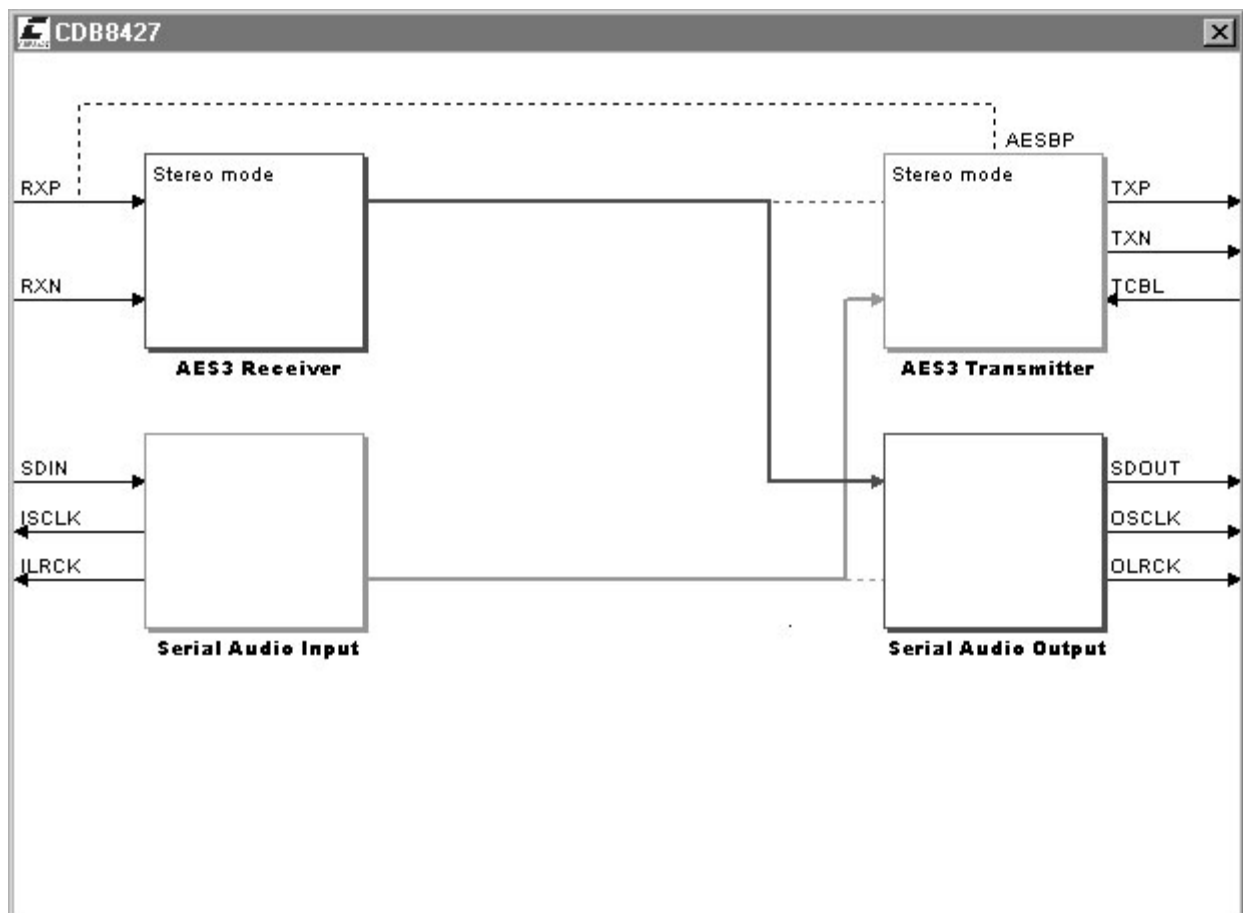 CDB8427
AESBP
Stereo mode
Stereo mode
RXP
TXP
TXN
RXN
TCBL
AES3 Receiver
AES3 Transmitter
SDIN
SDOUT
ISCLK
OSCLK
ILRCK
OLRCK
Serial Audio Input
Serial Audio Output